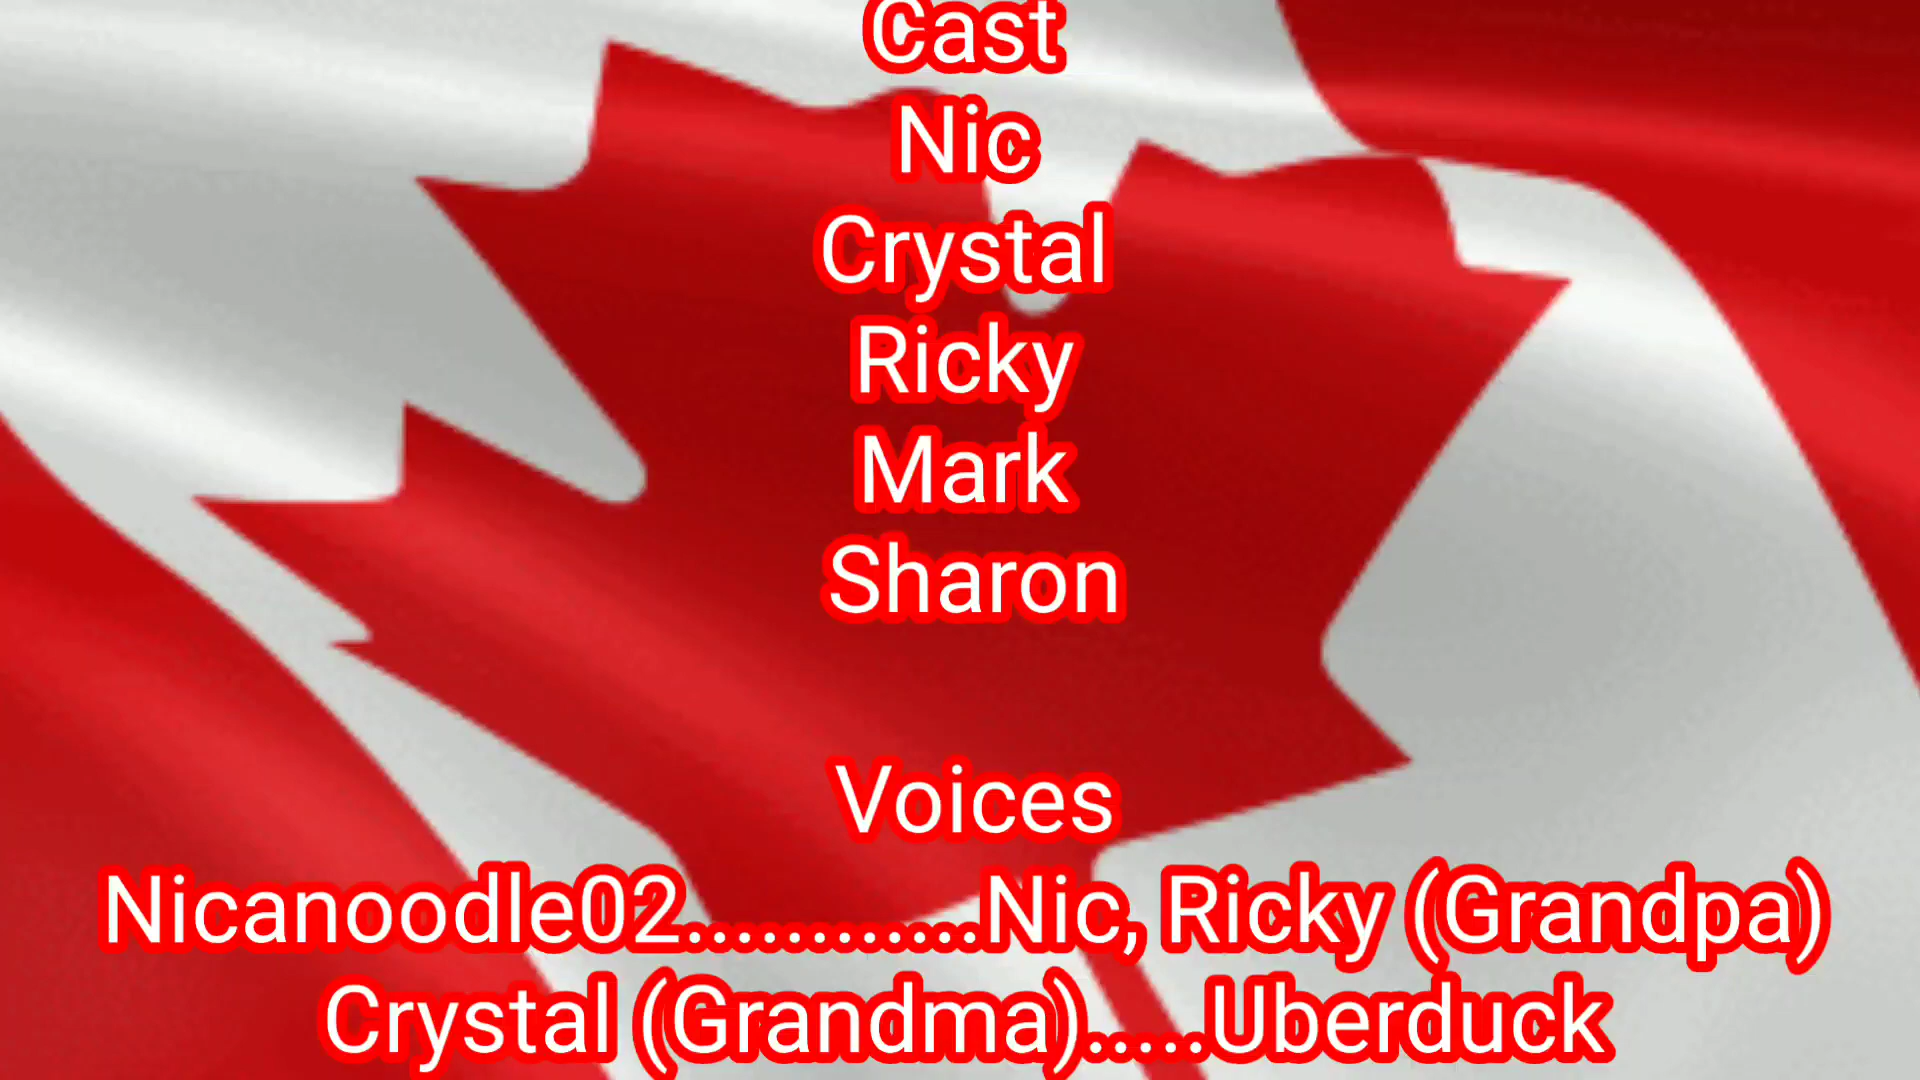 Cast
Nic
Crystal
Ricky
Mark
Sharon
Voices
Nicanoodle02............Nic, Ricky (Grandpa)
Crystal (Grandma).....Uberduck